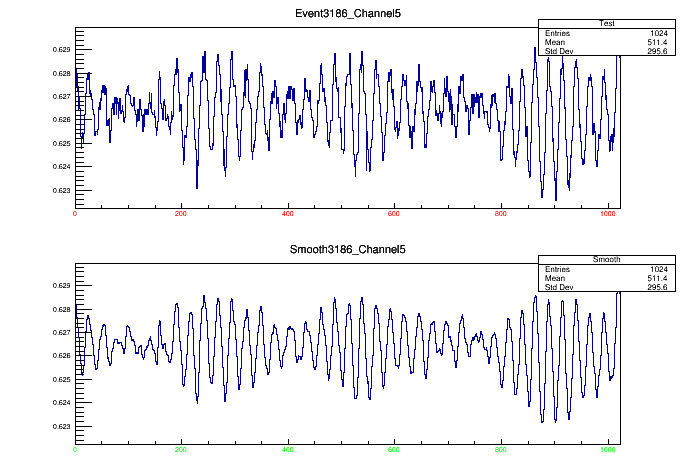 Event3186_Channel5
Test
Entries 1024
Mean 511.4
Std Dev 295.6
0.629
0.628
0.627
0.626
0.625
0.624
0.623
0 200 400 600 800 1000
Smooth3186_Channel5
Smooth
Entries 1024
Mean 511.4
Std Dev 295.6
0.629
0.628
0.627
0.626
0.625
0.624
0.623
0 200 400 600 800 1000